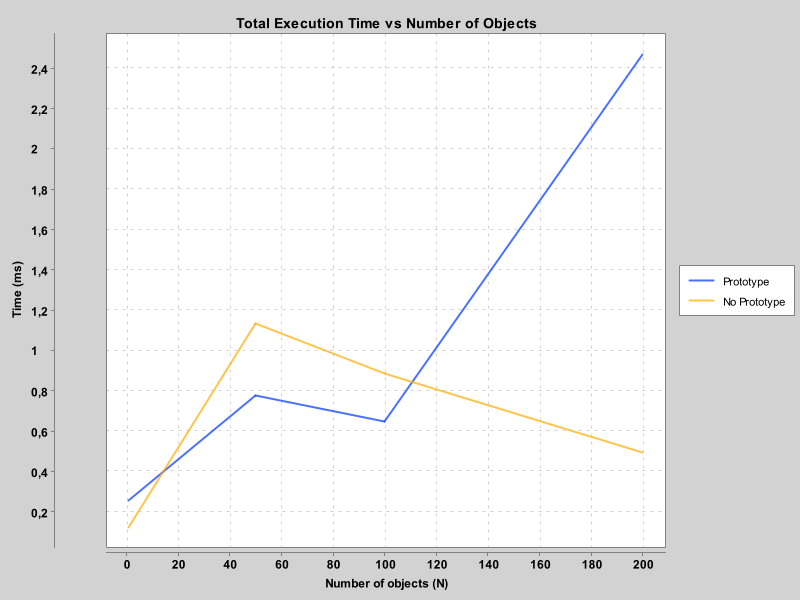 Total Execution Time vs Number of Objects
2,4
2,2
2
1,8
1,6
1,4
1,2
1
0,8
0,6
0,4
0,2
Time (ms)
Prototype
No Prototype
0 20 40 60 80 100 120 140 160 180 200
Number of objects (N)